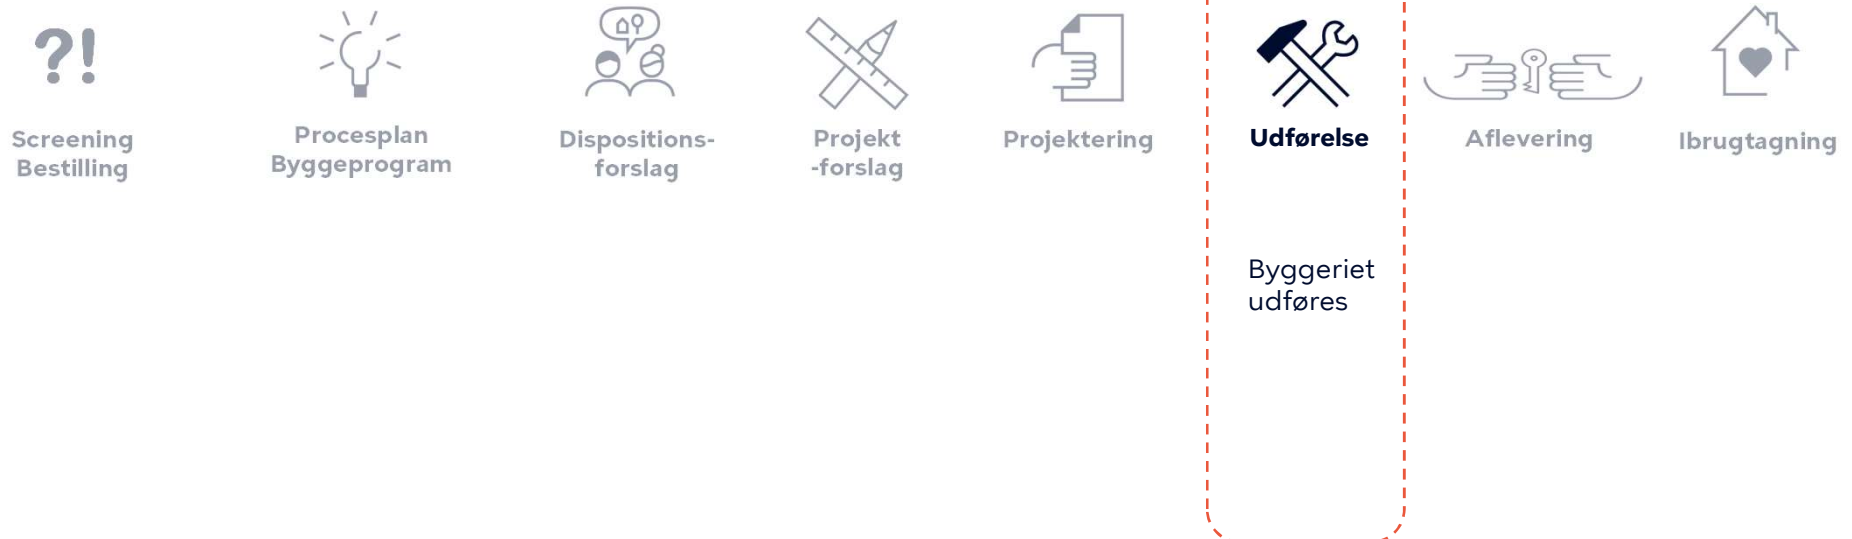 ?!
Screening
Bestilling
Procesplan
Byggeprogram
Dispositions-
forslag
Projekt
-forslag
Projektering
Udførelse
Aflevering
Ibrugtagning
Byggeriet
udføres